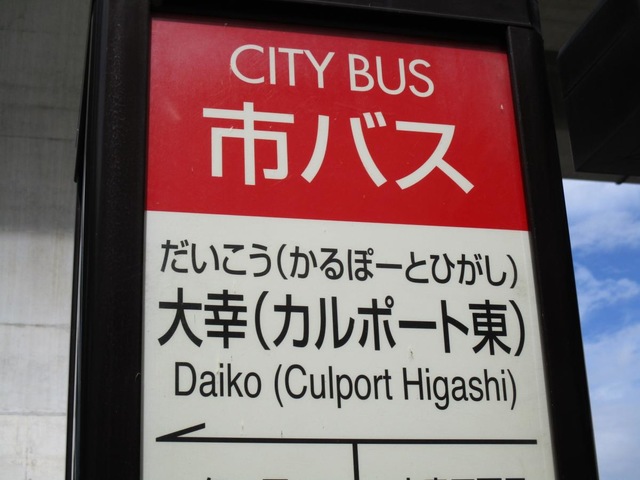 CITY BUS
市バス
だいこう(かるぽーとひがし)
大幸(カルポート東)
Daiko (Culport Higashi)